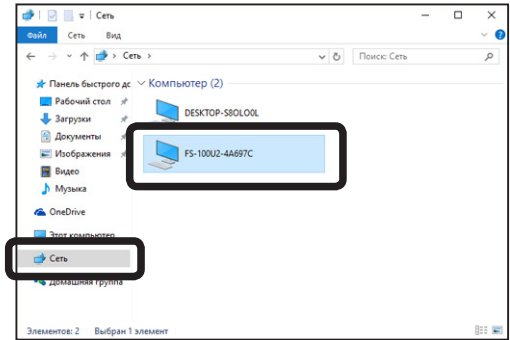 Сеть
Файл Сеть Вид
Сеть
Поиск: Сеть
Панель быстрого дс
Рабочий стол
Загрузки
Документы
Изображения
Видео
Музыка
OneDrive
Этот компьютер
Сеть
Домашняя группа
Компьютер (2)
DESKTOP-S8OLO0L
FS-100U2-4A697C
Элементов: 2 Выбран 1 элемент